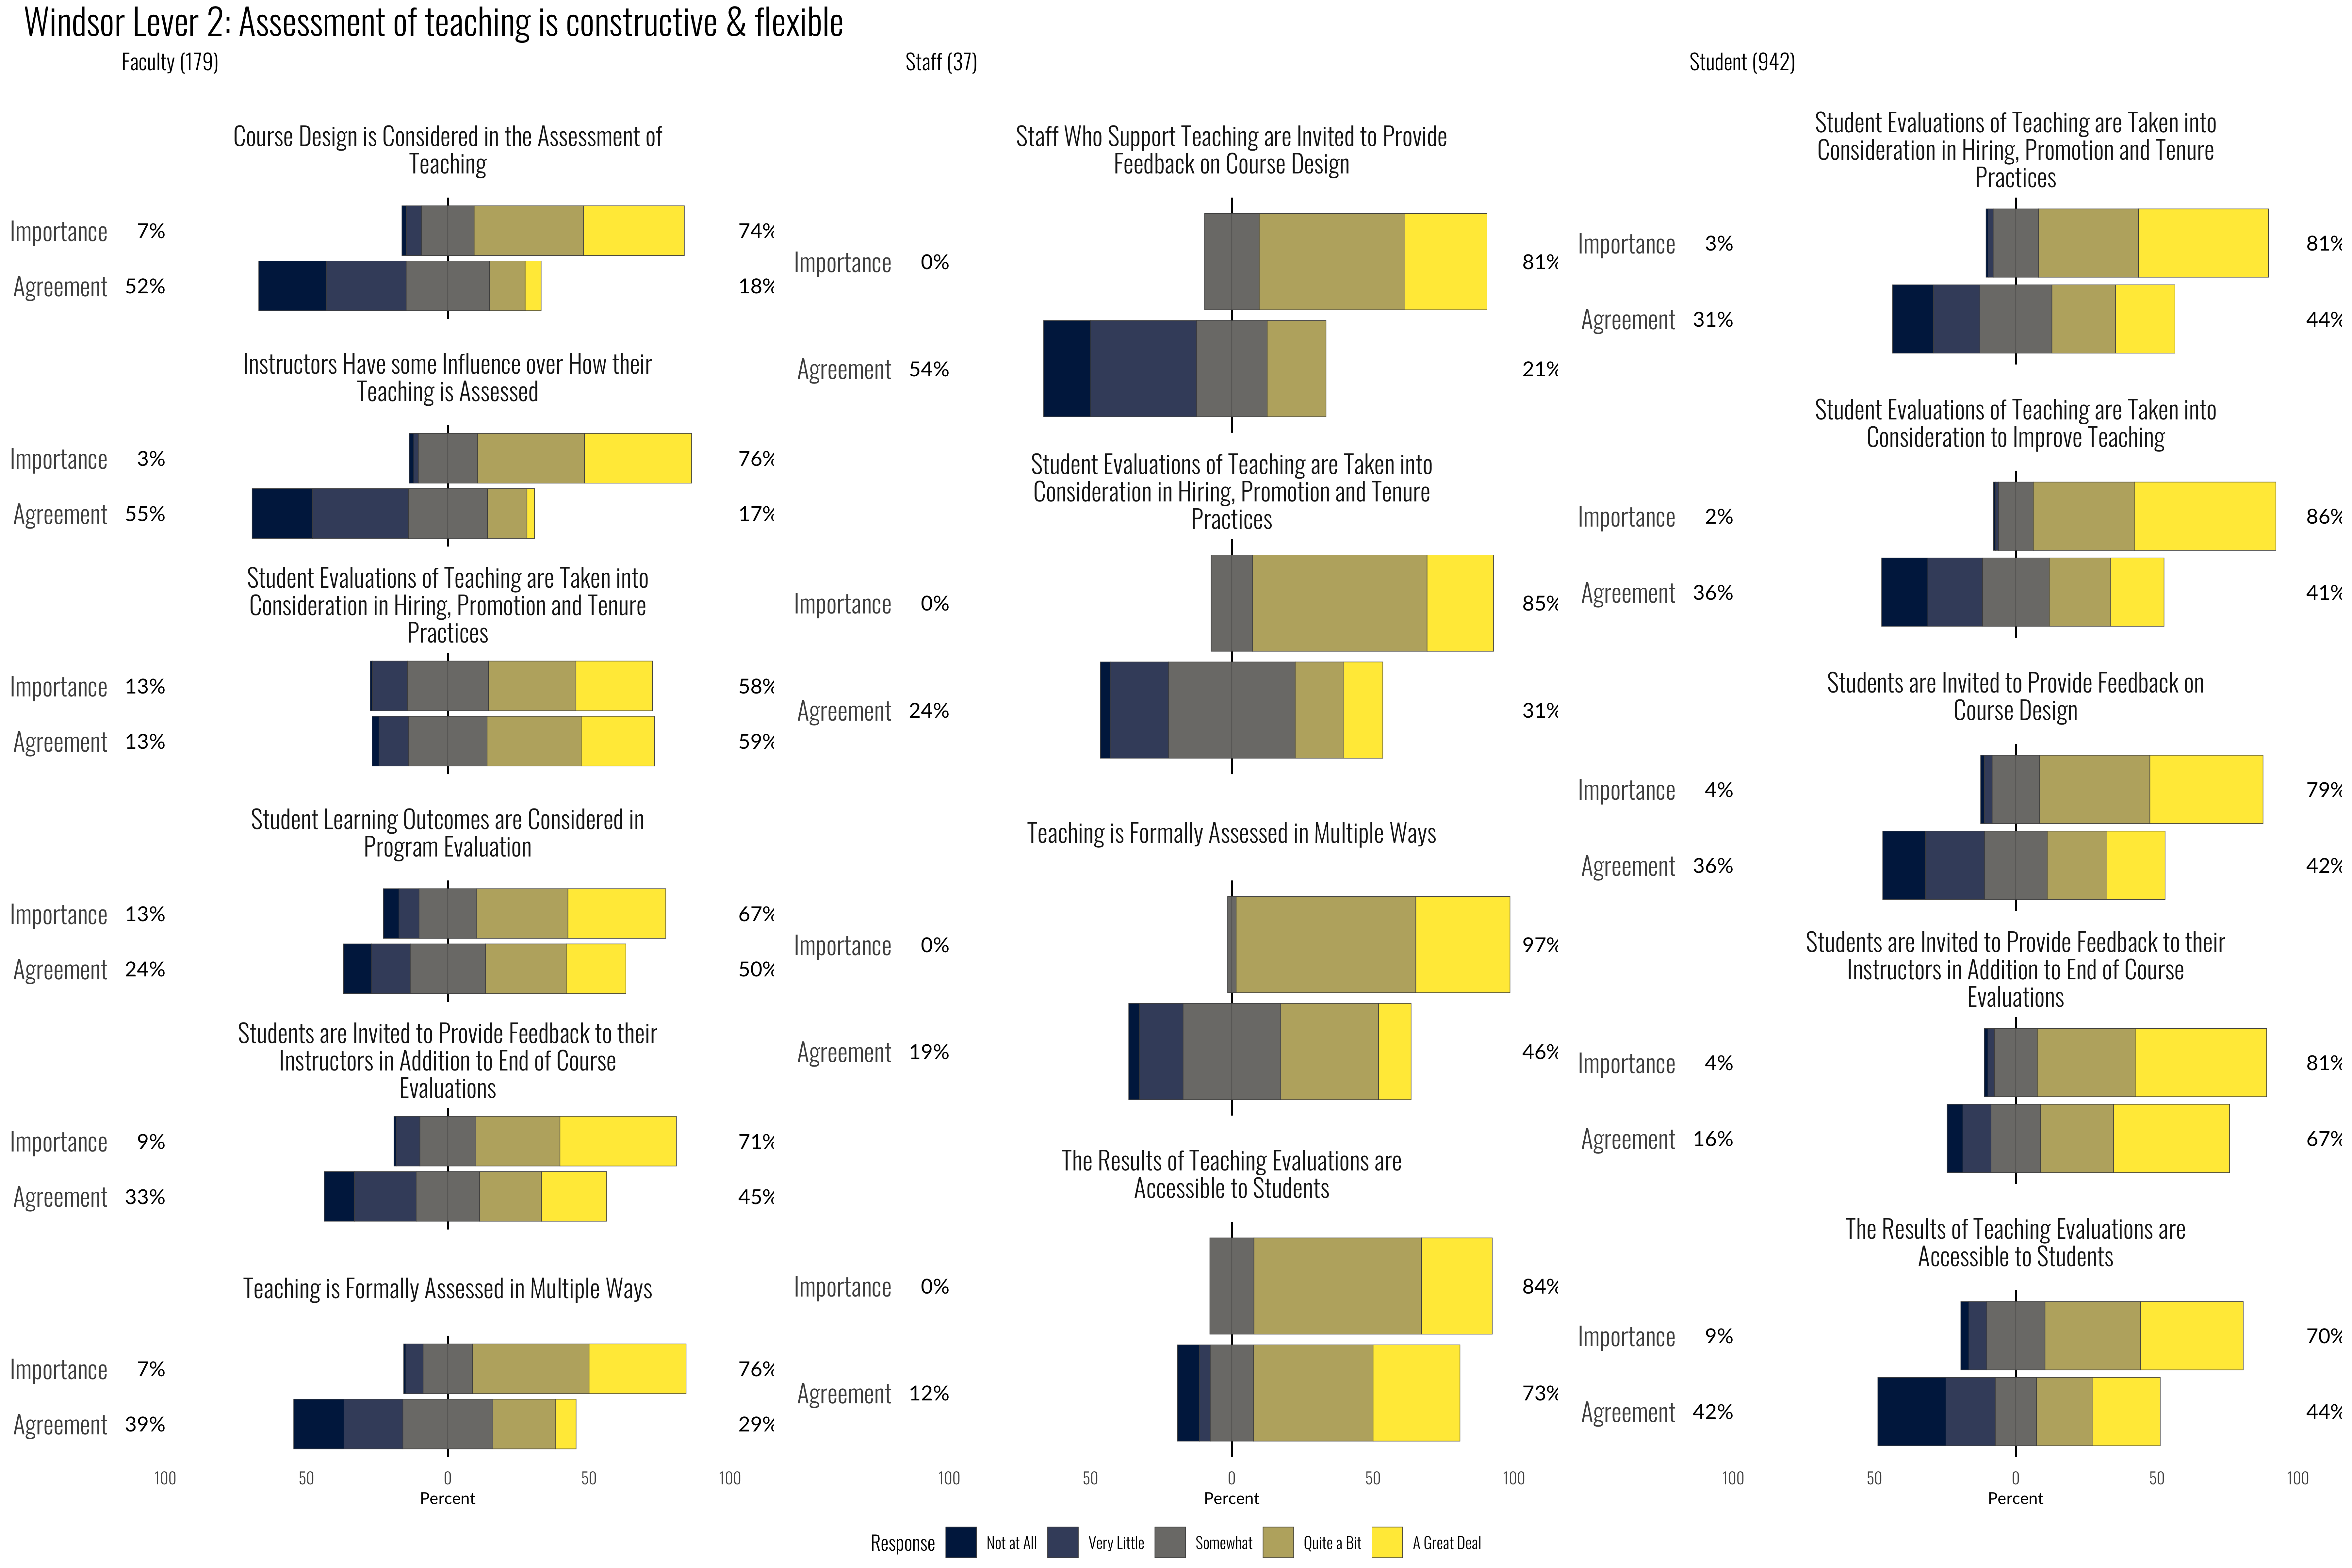 Windsor Lever 2: Assessment of teaching is constructive & flexible
Faculty (179)
Course Design is Considered in the Assessment of
Teaching
Importance 7% 74%
Agreement 52% 18%
Instructors Have some Influence over How their
Teaching is Assessed
Importance 3% 76%
Agreement 55% 17%
Student Evaluations of Teaching are Taken into
Consideration in Hiring, Promotion and Tenure
Practices
Importance 13% 58%
Agreement 13% 59%
Student Learning Outcomes are Considered in
Program Evaluation
Importance 13% 67%
Agreement 24% 50%
Students are Invited to Provide Feedback to their
Instructors in Addition to End of Course
Evaluations
Importance 9% 71%
Agreement 33% 45%
Teaching is Formally Assessed in Multiple Ways
Importance 7% 76%
Agreement 39% 29%
100 50 0 50 100
Percent
Staff (37)
Staff Who Support Teaching are Invited to Provide
Feedback on Course Design
Importance 0% 81%
Agreement 54% 21%
Student Evaluations of Teaching are Taken into
Consideration in Hiring, Promotion and Tenure
Practices
Importance 0% 85%
Agreement 24% 31%
Teaching is Formally Assessed in Multiple Ways
Importance 0% 97%
Agreement 19% 46%
The Results of Teaching Evaluations are
Accessible to Students
Importance 0% 84%
Agreement 12% 73%
100 50 0 50 100
Percent
Student (942)
Student Evaluations of Teaching are Taken into
Consideration in Hiring, Promotion and Tenure
Practices
Importance 3% 81%
Agreement 31% 44%
Student Evaluations of Teaching are Taken into
Consideration to Improve Teaching
Importance 2% 86%
Agreement 36% 41%
Students are Invited to Provide Feedback on
Course Design
Importance 4% 79%
Agreement 36% 42%
Students are Invited to Provide Feedback to their
Instructors in Addition to End of Course
Evaluations
Importance 4% 81%
Agreement 16% 67%
The Results of Teaching Evaluations are
Accessible to Students
Importance 9% 70%
Agreement 42% 44%
100 50 0 50 100
Percent
Response Not at All Very Little Somewhat Quite a Bit A Great Deal